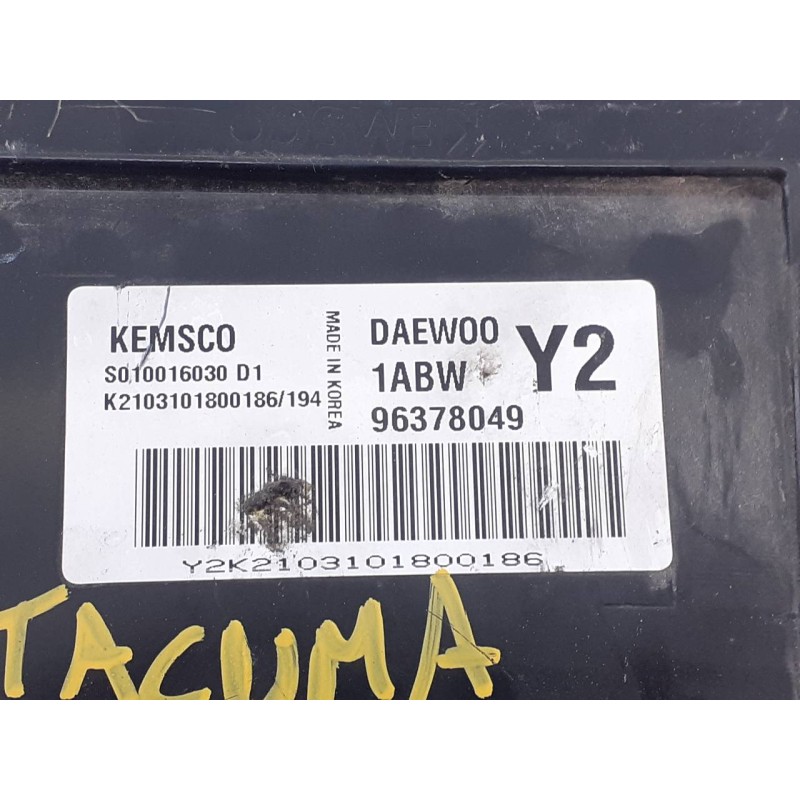 KEMSCO
S010016030 D1
K2103101800186/194
MADE IN KOREA
DAEWOO
1ABW
96378049
Y2
Y2K2103101800186
TACUMA